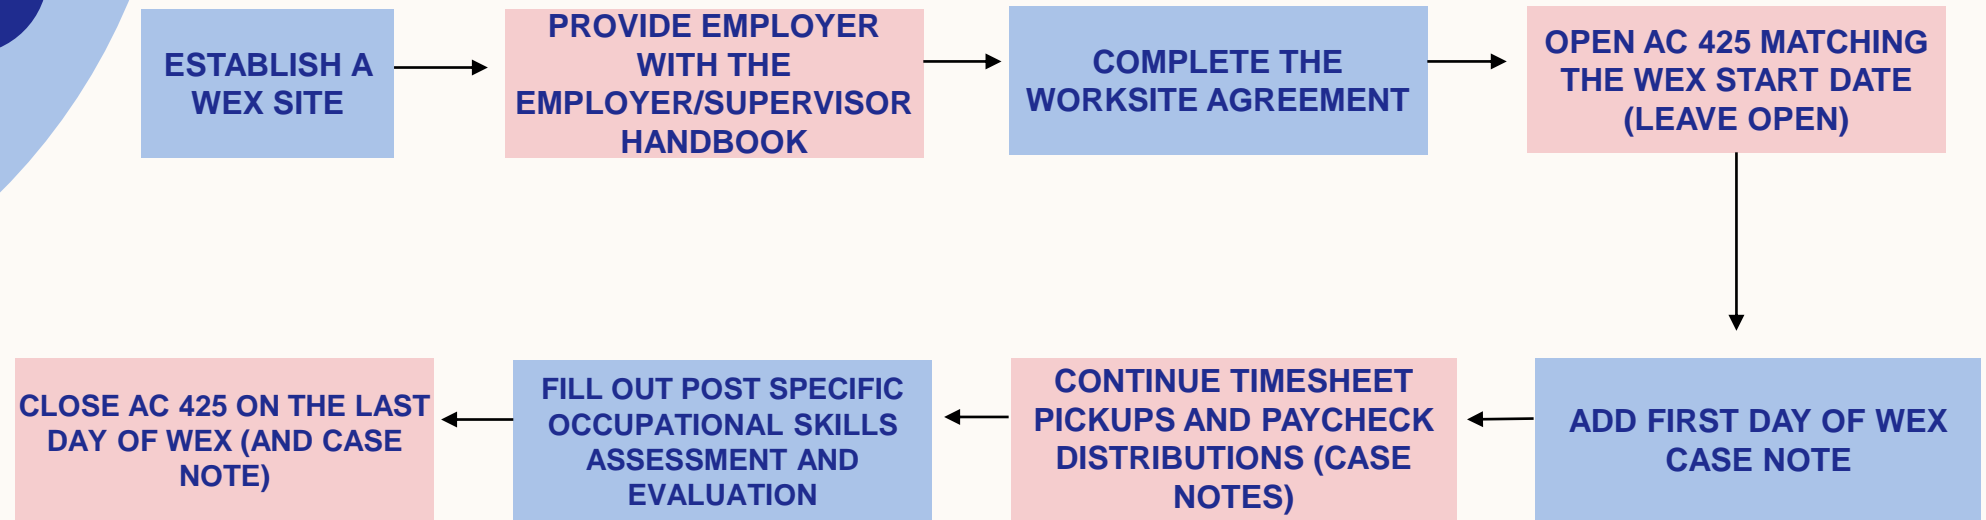 ESTABLISH A
WEX SITE
PROVIDE EMPLOYER
WITH THE
EMPLOYER/SUPERVISOR
HANDBOOK
COMPLETE THE
WORKSITE AGREEMENT
OPEN AC 425 MATCHING
THE WEX START DATE
(LEAVE OPEN)
ADD FIRST DAY OF WEX
CASE NOTE
CONTINUE TIMESHEET
PICKUPS AND PAYCHECK
DISTRIBUTIONS (CASE
NOTES)
FILL OUT POST SPECIFIC
OCCUPATIONAL SKILLS
ASSESSMENT AND
EVALUATION
CLOSE AC 425 ON THE LAST
DAY OF WEX (AND CASE
NOTE)